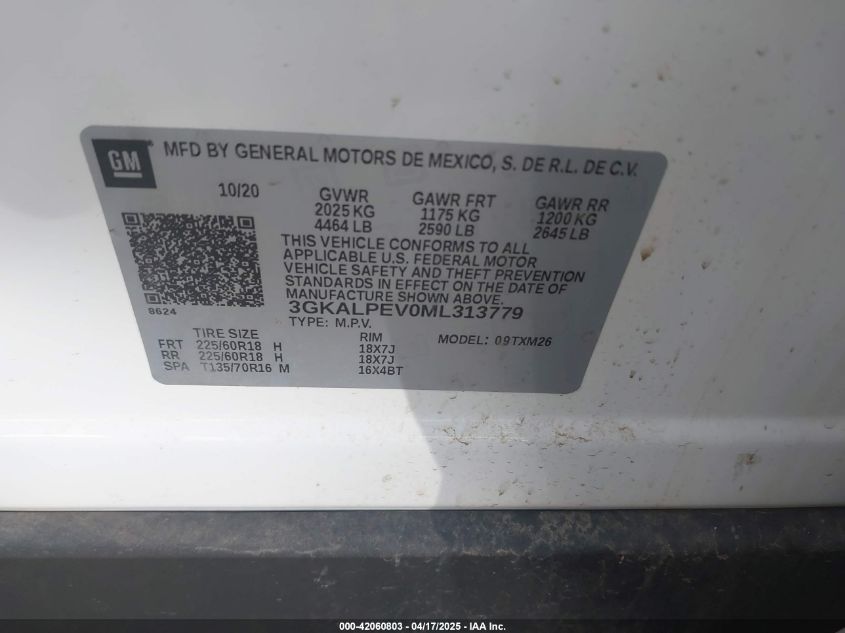 GM
MFD BY GENERAL MOTORS DE MEXICO, S. DE R.L. DE C.V.
10/20 GVWR GAWR FRT GAWR RR
2025 KG 1175 KG 1200 KG
4464 LB 2590 LB 2645 LB
THIS VEHICLE CONFORMS TO ALL
APPLICABLE U.S. FEDERAL MOTOR
VEHICLE SAFETY AND THEFT PREVENTION
STANDARDS IN EFFECT ON THE DATE OF
MANUFACTURE SHOWN ABOVE.
8624 3GKALPEV0ML313779
TYPE: M.P.V.
TIRE SIZE RIM MODEL: 09TXM26
FRT 225/60R18 H 18X7J
RR 225/60R18 H 18X7J
SPA T135/70R16 M 16X4BT
000-42060803 - 04/17/2025 - IAA Inc.